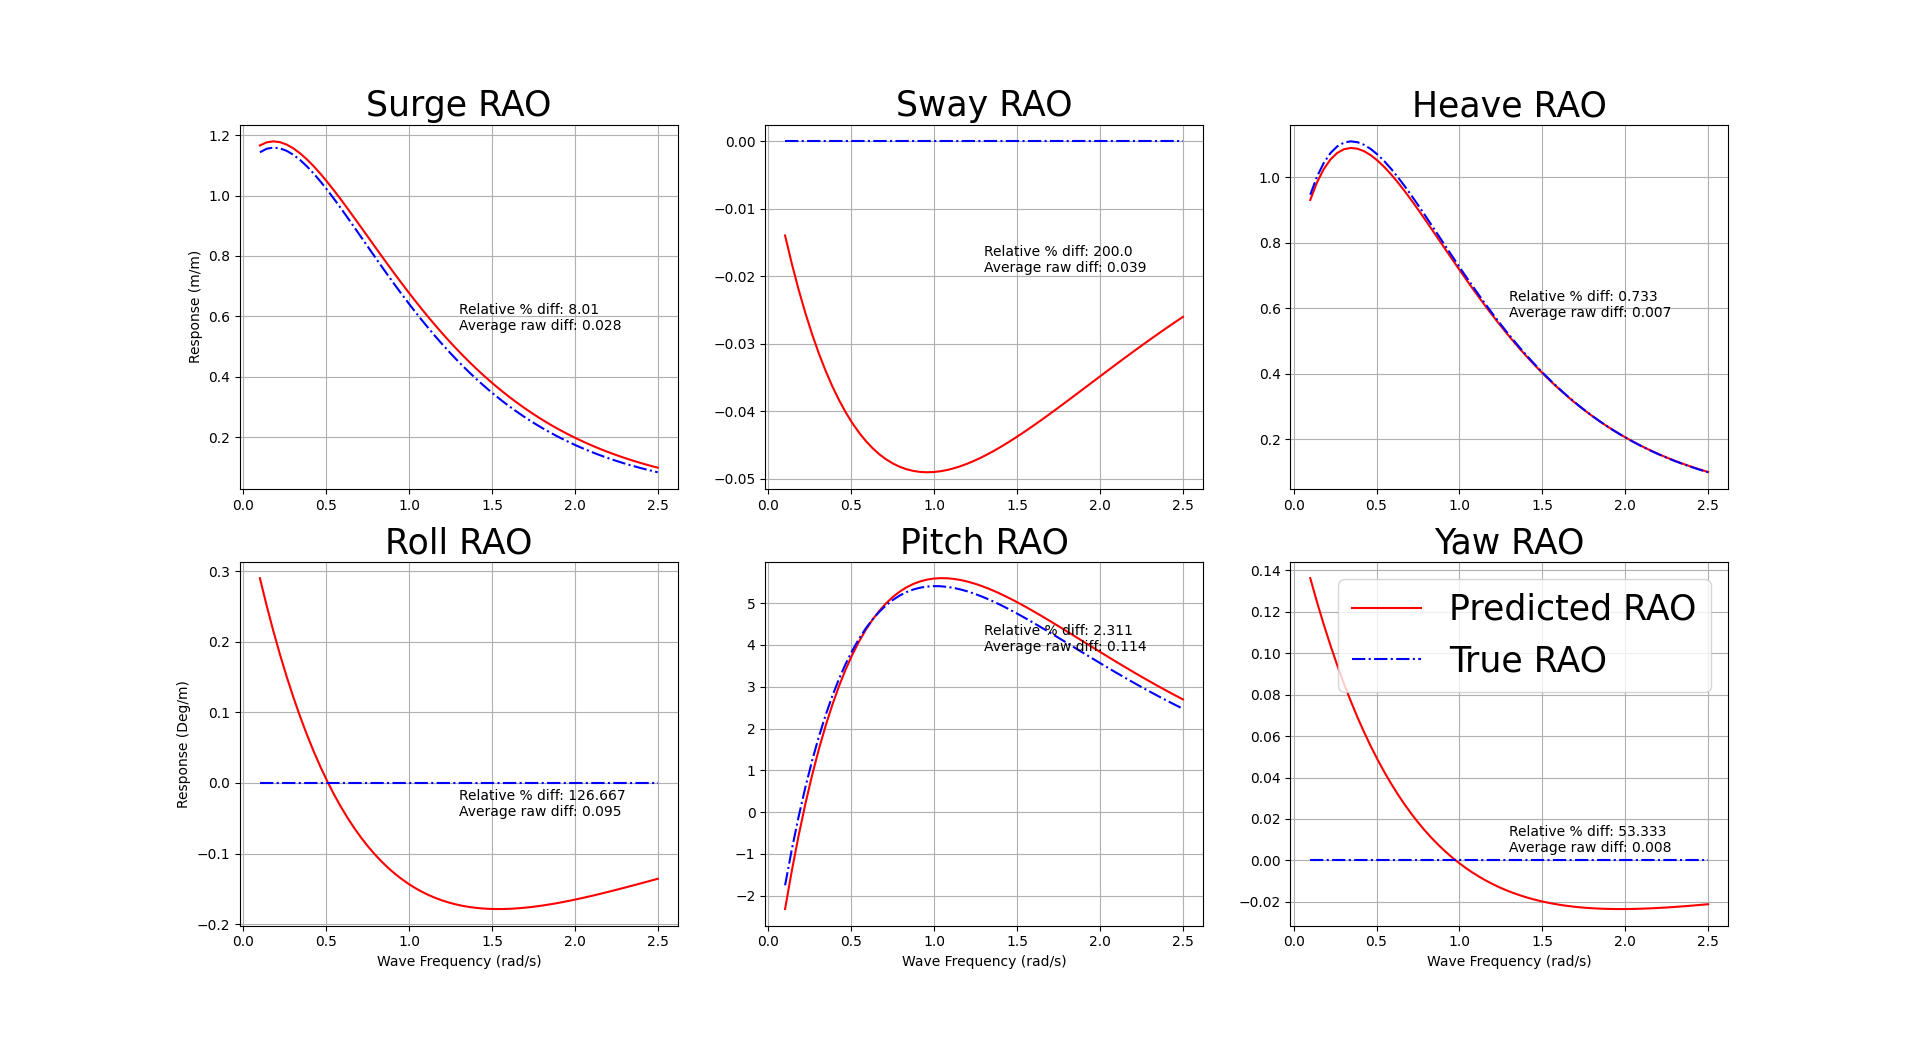 Surge RAO
1.2
1.0
0.8
0.6
0.4
0.2
Response (m/m)
Relative % diff: 8.01
Average raw diff: 0.028
0.0 0.5 1.0 1.5 2.0 2.5
Sway RAO
0.00
−0.01
−0.02
−0.03
−0.04
−0.05
Relative % diff: 200.0
Average raw diff: 0.039
0.0 0.5 1.0 1.5 2.0 2.5
Heave RAO
1.0
0.8
0.6
0.4
0.2
Relative % diff: 0.733
Average raw diff: 0.007
0.0 0.5 1.0 1.5 2.0 2.5
Roll RAO
0.3
0.2
0.1
0.0
−0.1
−0.2
Response (Deg/m)
Relative % diff: 126.667
Average raw diff: 0.095
0.0 0.5 1.0 1.5 2.0 2.5
Wave Frequency (rad/s)
Pitch RAO
5
4
3
2
1
0
−1
−2
Relative % diff: 2.311
Average raw diff: 0.114
0.0 0.5 1.0 1.5 2.0 2.5
Wave Frequency (rad/s)
Yaw RAO
0.14
0.12
0.10
0.08
0.06
0.04
0.02
0.00
−0.02
Predicted RAO
True RAO
Relative % diff: 53.333
Average raw diff: 0.008
0.0 0.5 1.0 1.5 2.0 2.5
Wave Frequency (rad/s)